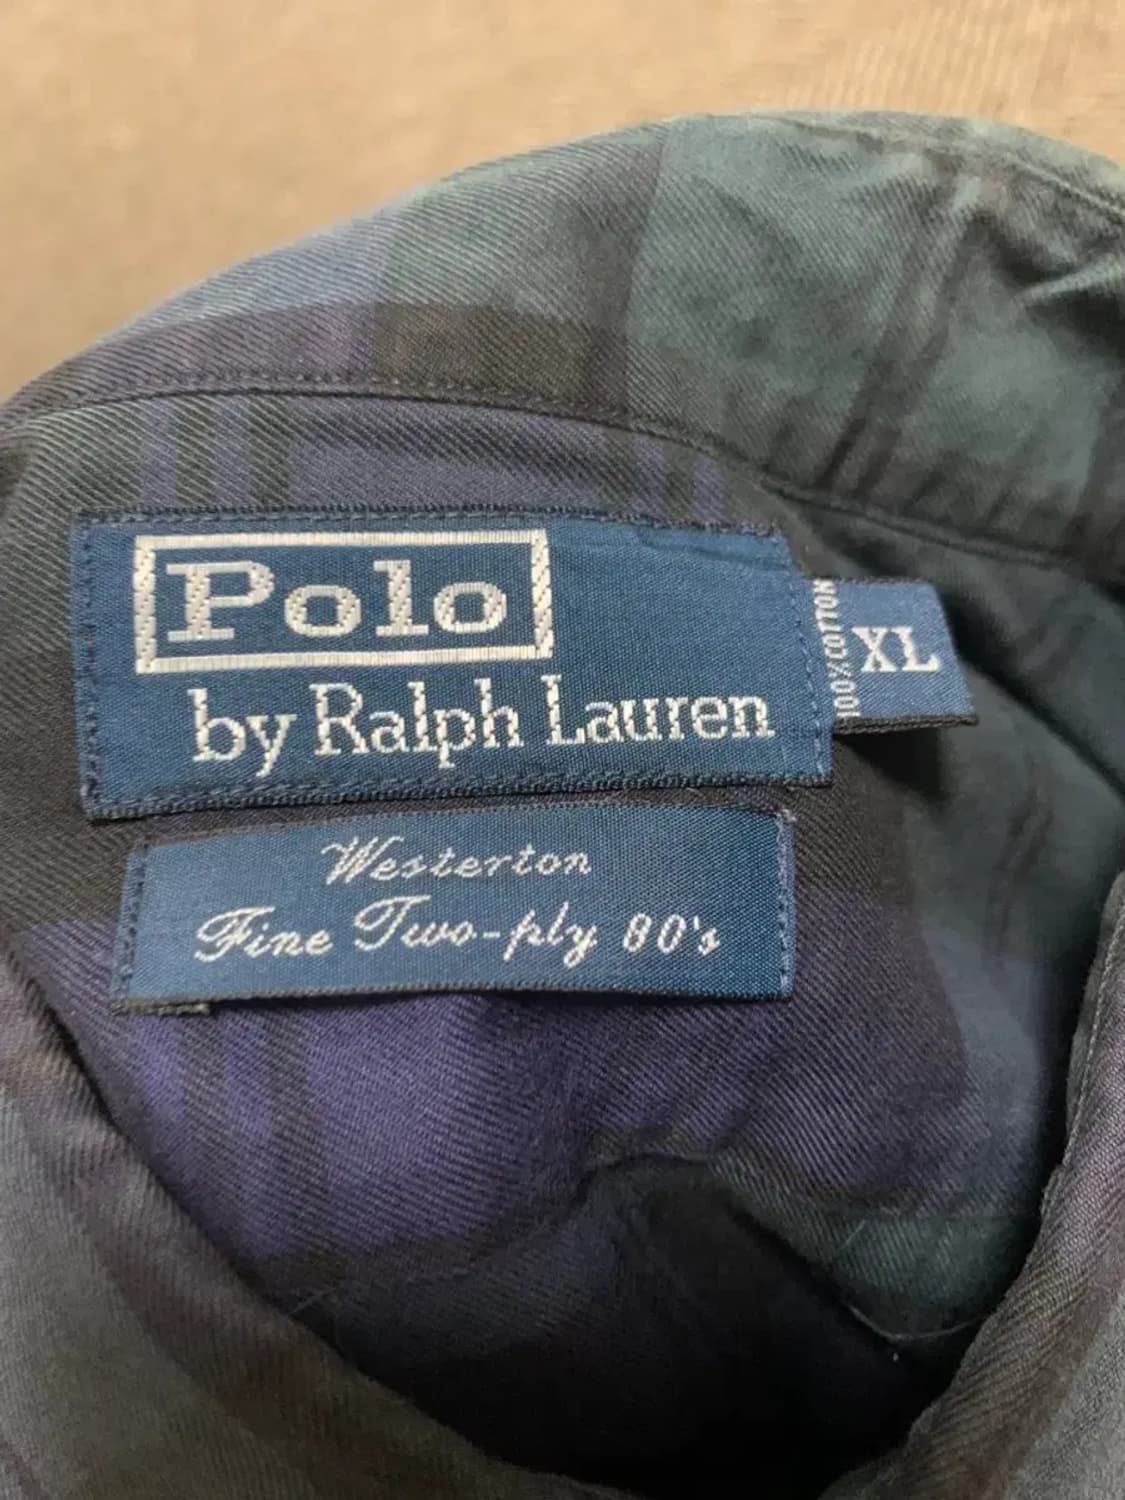 Polo
by Ralph Lauren
100% COTTON
XL
Westerton
Fine Two-ply 80's